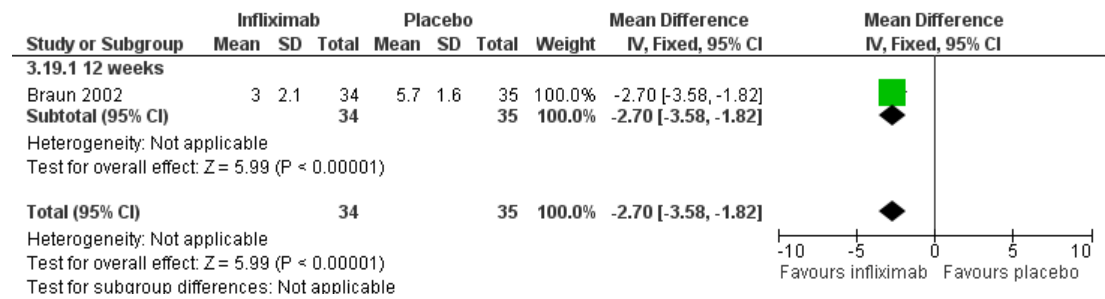 Infliximab Placebo Mean Difference Mean Difference
Study or Subgroup Mean SD Total Mean SD Total Weight IV, Fixed, 95% CI IV, Fixed, 95% CI
3.19.1 12 weeks
Braun 2002 3 2.1 34 5.7 1.6 35 100.0% -2.70 [-3.58, -1.82]
Subtotal (95% CI) 34 35 100.0% -2.70 [-3.58, -1.82]
Heterogeneity: Not applicable
Test for overall effect: Z = 5.99 (P < 0.00001)
Total (95% CI) 34 35 100.0% -2.70 [-3.58, -1.82]
Heterogeneity: Not applicable
Test for overall effect: Z = 5.99 (P < 0.00001)
Test for subgroup differences: Not applicable
-10 -5 0 5 10
Favours infliximab Favours placebo